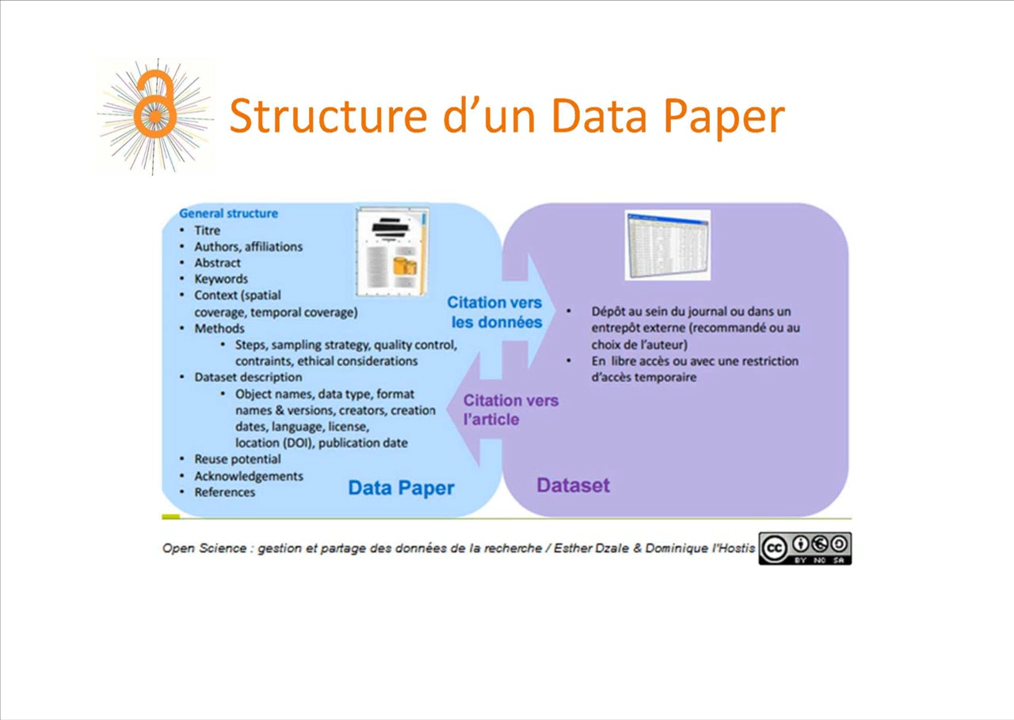 Structure d’un Data Paper
General structure
• Titre
• Authors, affiliations
• Abstract
• Keywords
• Context (spatial
coverage, temporal coverage)
• Methods
• Steps, sampling strategy, quality control,
contraints, ethical considerations
• Dataset description
• Object names, data type, format
names & versions, creators, creation
dates, language, license,
location (DOI), publication date
• Reuse potential
• Acknowledgements
• References
Data Paper
Citation vers
les données
Citation vers
l’article
• Dépôt au sein du journal ou dans un
entrepôt externe (recommandé ou au
choix de l’auteur)
• En libre accès ou avec une restriction
d’accès temporaire
Dataset
Open Science : gestion et partage des données de la recherche / Esther Dzale & Dominique l'Hostis
cc
BY NC SA